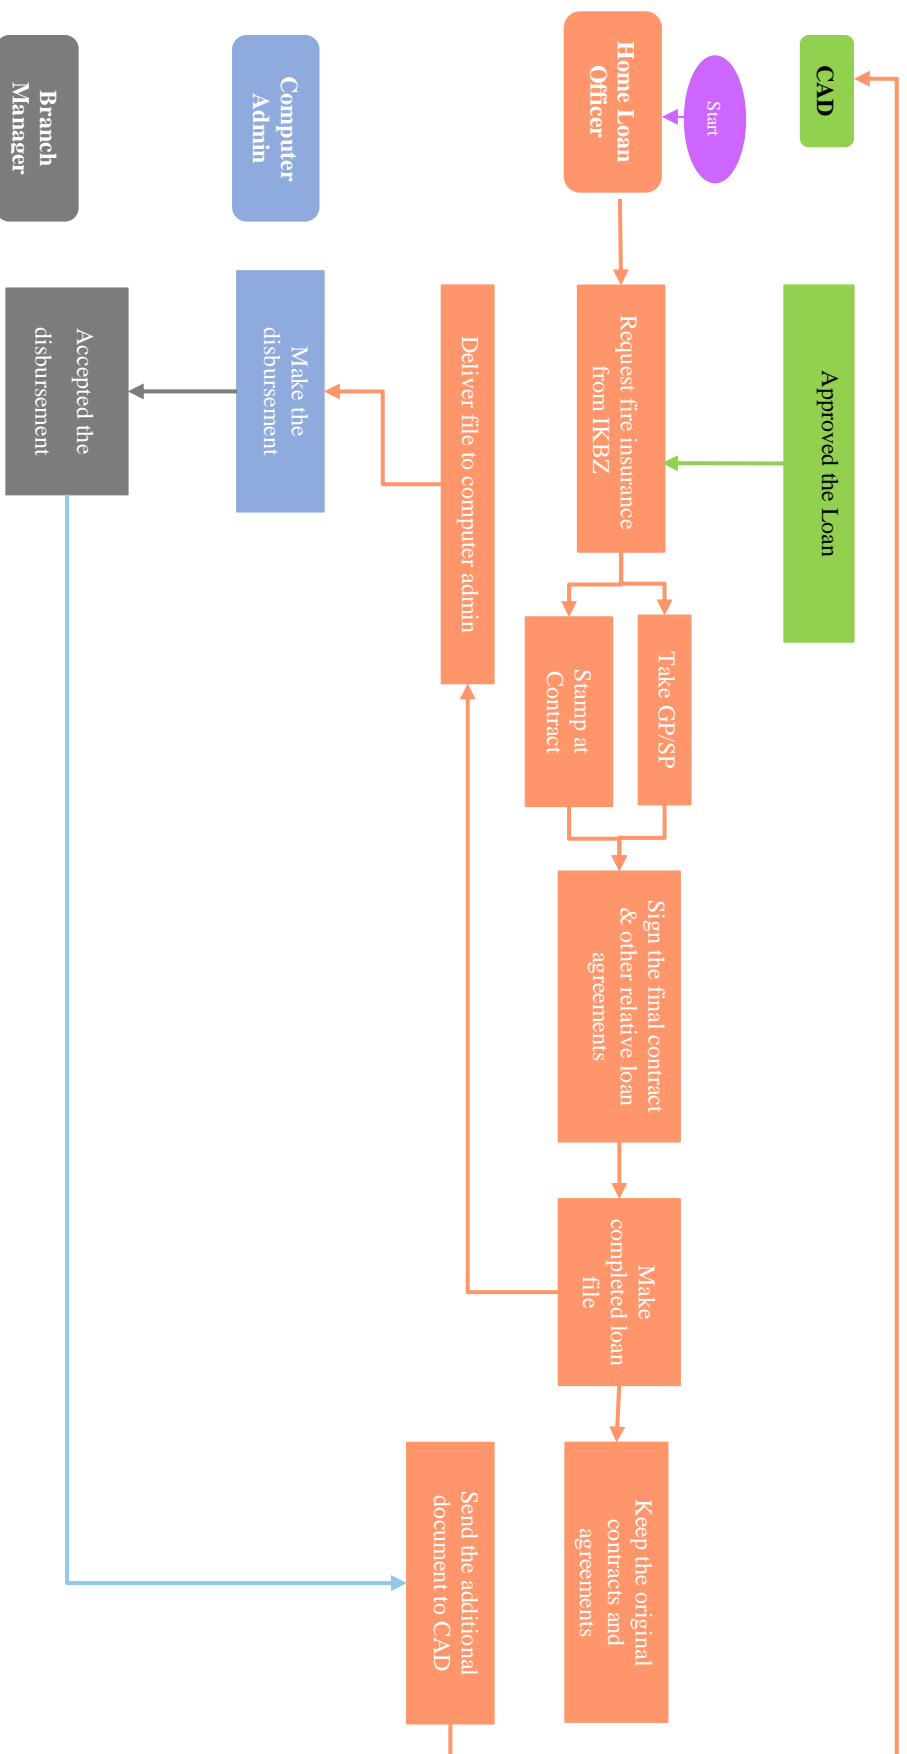 CAD
Approved the Loan
Start
Home Loan
Officer
Request fire insurance
from IKBZ
Take GP/SP
Stamp at
Contract
Sign the final contract
& other relative loan
agreements
Make
completed loan
file
Keep the original
contracts and
agreements
Deliver file to computer admin
Send the additional
document to CAD
Computer
Admin
Make the
disbursement
Branch
Manager
Accepted the
disbursement